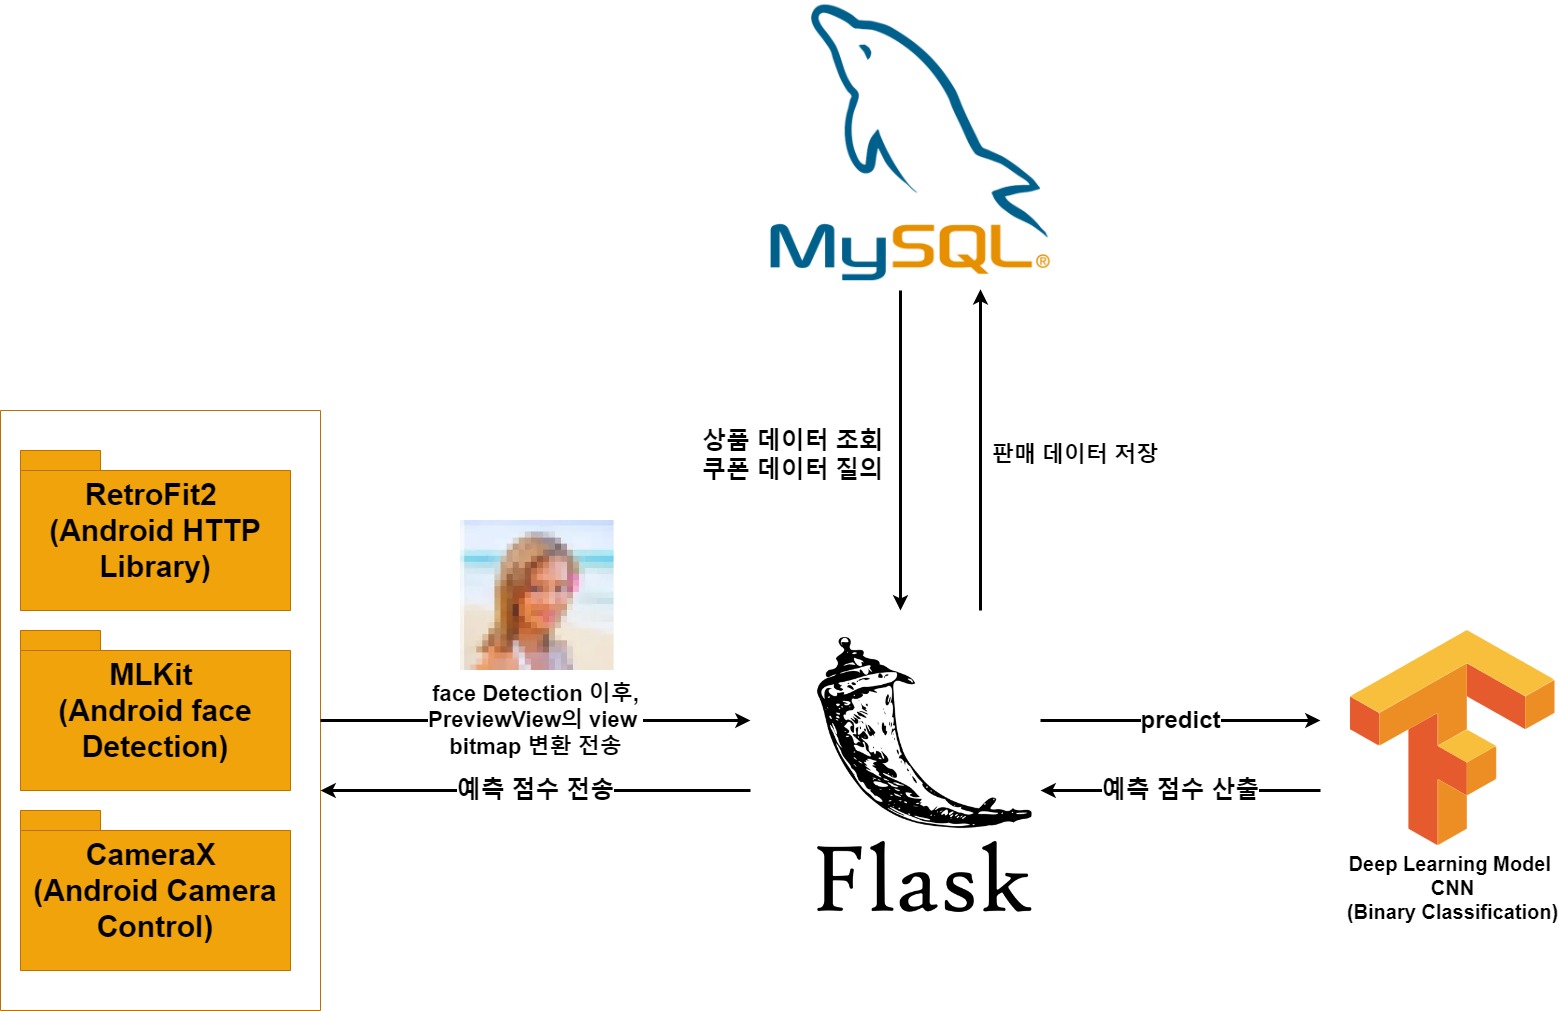 MySQL®
상품 데이터 조회
쿠폰 데이터 질의
판매 데이터 저장
RetroFit2
(Android HTTP
Library)
MLKit
(Android face
Detection)
CameraX
(Android Camera
Control)
face Detection 이후,
PreviewView의 view
bitmap 변환 전송
예측 점수 전송
Flask
predict
예측 점수 산출
Deep Learning Model
CNN
(Binary Classification)